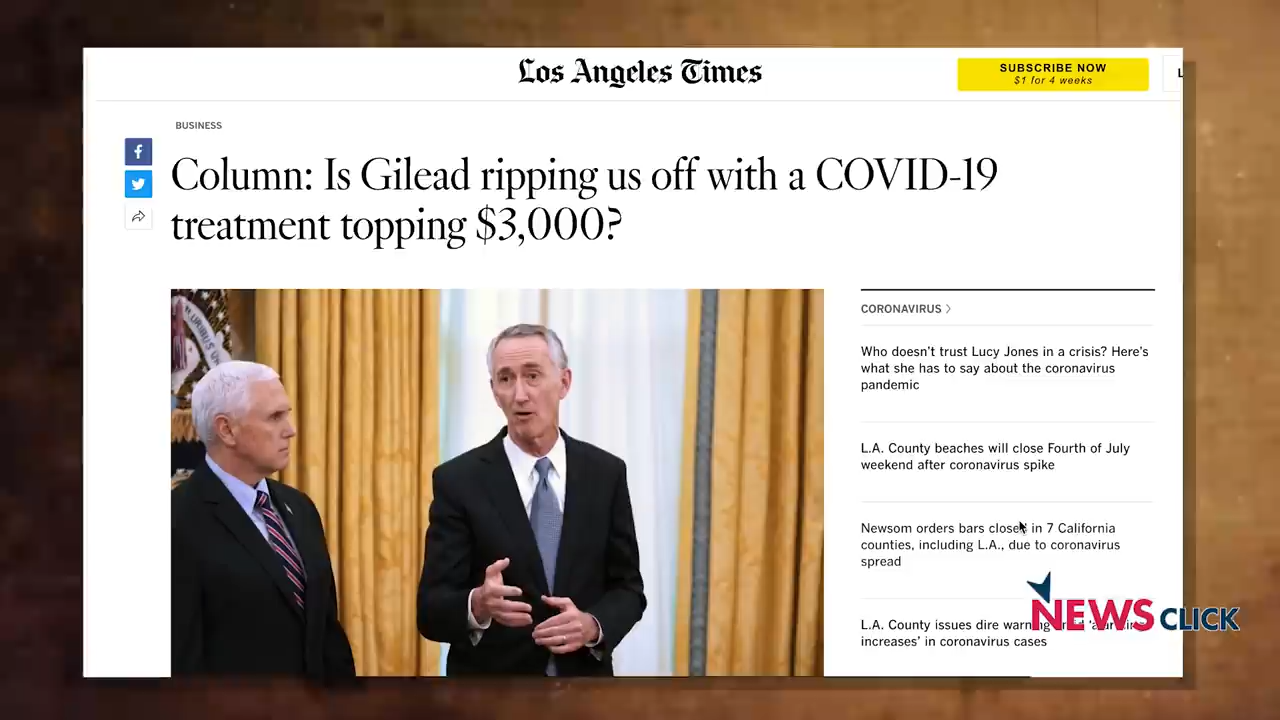 Los Angeles Times
SUBSCRIBE NOW
$1 for 4 weeks
L
BUSINESS
Column: Is Gilead ripping us off with a COVID-19
treatment topping $3,000?
CORONAVIRUS >
Who doesn't trust Lucy Jones in a crisis? Here's
what she has to say about the coronavirus
pandemic
L.A. County beaches will close Fourth of July
weekend after coronavirus spike
Newsom orders bars closed in 7 California
counties, including L.A., due to coronavirus
spread
L.A. County issues dire warning
increases' in coronavirus cases
NEWSCLICK